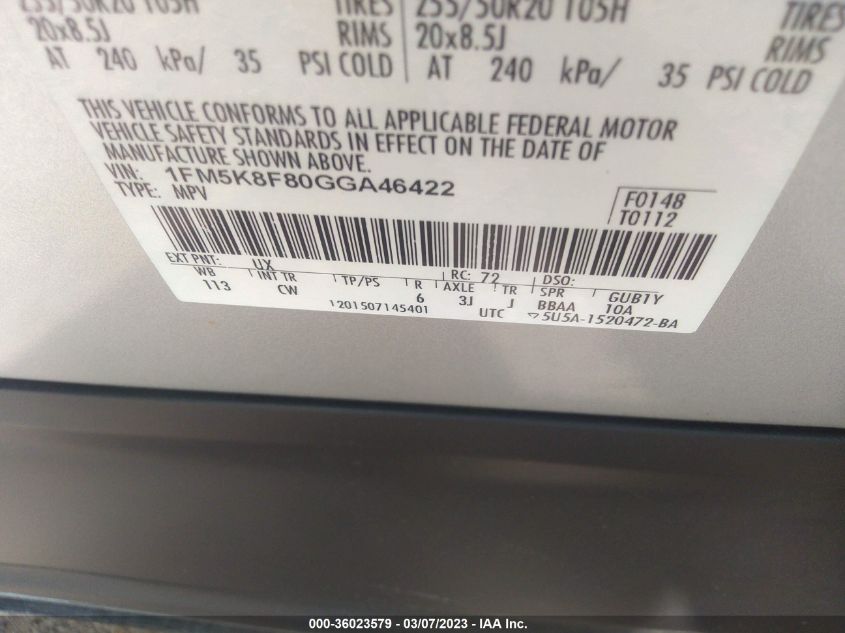 255/50R20 105H TIRES 255/50R20 105H TIRES
20x8.5J RIMS 20x8.5J RIMS
AT 240 kPa/ 35 PSI COLD AT 240 kPa/ 35 PSI COLD
THIS VEHICLE CONFORMS TO ALL APPLICABLE FEDERAL MOTOR
VEHICLE SAFETY STANDARDS IN EFFECT ON THE DATE OF
MANUFACTURE SHOWN ABOVE.
VIN: 1FM5K8F80GGA46422
TYPE: MPV
F0148
T0112
EXT PNT: UX RC: 72 DSO:
WB INT TR TP/PS R AXLE TR SPR GUB1Y
113 CW 6 3J J BBAA 10A
1201507145401 UTC 5U5A-1520472-BA
000-36023579 — 03/07/2023 — IAA Inc.